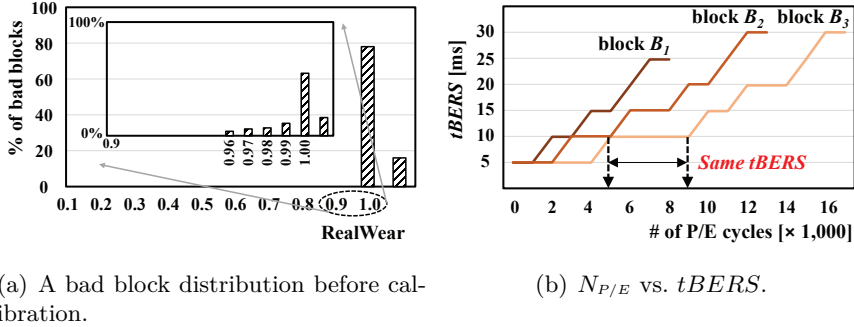 % of bad blocks
100
80
60
40
20
0
100%
0%
0.9
0.96
0.97
0.98
0.99
1.00
0.1 0.2 0.3 0.4 0.5 0.6 0.7 0.8 0.9 1.0
RealWear
(a) A bad block distribution before cal-
ibration.
tBERS [ms]
30
25
20
15
10
5
block B1
block B2
block B3
Same tBERS
0 2 4 6 8 10 12 14 16
# of P/E cycles [× 1,000]
(b) NP/E vs. tBERS.